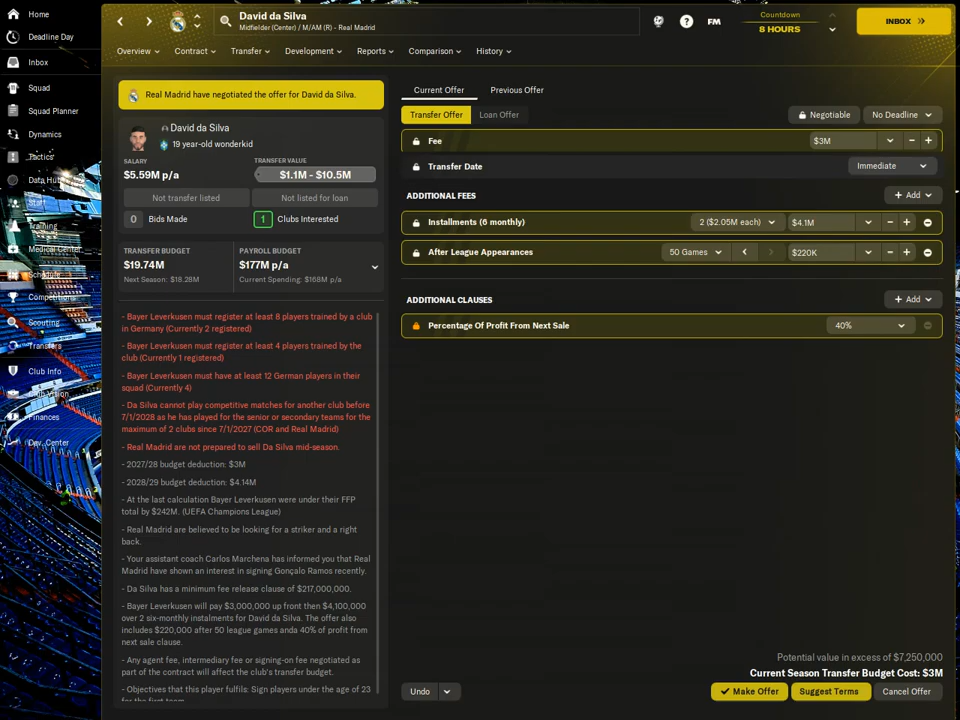 Home
Deadline Day
Inbox
Squad
Squad Planner
Dynamics
Tactics
Data Hub
Staff
Training
Medical Center
Schedule
Competitions
Scouting
Transfers
Club Info
Club Vision
Finances
Dev. Center
David da Silva
Midfielder (Center) / M/AM (R) - Real Madrid
FM
Countdown
8 HOURS
INBOX
Overview
Contract
Transfer
Development
Reports
Comparison
History
Real Madrid have negotiated the offer for David da Silva.
David da Silva
19 year-old wonderkid
SALARY
$5.59M p/a
TRANSFER VALUE
$1.1M - $10.5M
Not transfer listed
Not listed for loan
0 Bids Made
1 Clubs Interested
TRANSFER BUDGET
$19.74M
Next Season: $18.28M
PAYROLL BUDGET
$177M p/a
Current Spending: $168M p/a
- Bayer Leverkusen must register at least 8 players trained by a club
in Germany (Currently 2 registered)
- Bayer Leverkusen must register at least 4 players trained by the
club (Currently 1 registered)
- Bayer Leverkusen must have at least 12 German players in their
squad (Currently 4)
- Da Silva cannot play competitive matches for another club before
7/1/2028 as he has played for the senior or secondary teams for the
maximum of 2 clubs since 7/1/2027 (COR and Real Madrid)
- Real Madrid are not prepared to sell Da Silva mid-season.
- 2027/28 budget deduction: $3M
- 2028/29 budget deduction: $4.14M
- At the last calculation Bayer Leverkusen were under their FFP
total by $242M. (UEFA Champions League)
- Real Madrid are believed to be looking for a striker and a right
back.
- Your assistant coach Carlos Marchena has informed you that Real
Madrid have shown an interest in signing Gonçalo Ramos recently.
- Da Silva has a minimum fee release clause of $217,000,000.
- Bayer Leverkusen will pay $3,000,000 up front then $4,100,000
over 2 six-monthly instalments for David da Silva. The offer also
includes $220,000 after 50 league games anda 40% of profit from
next sale clause.
- Any agent fee, intermediary fee or signing-on fee negotiated as
part of the contract will affect the club's transfer budget.
- Objectives that this player fulfils: Sign players under the age of 23
for the first team
Current Offer
Previous Offer
Transfer Offer
Loan Offer
Negotiable
No Deadline
Fee
$3M
Transfer Date
Immediate
ADDITIONAL FEES
+ Add
Installments (6 monthly)
2 ($2.05M each)
$4.1M
After League Appearances
50 Games
$220K
ADDITIONAL CLAUSES
+ Add
Percentage Of Profit From Next Sale
40%
Potential value in excess of $7,250,000
Current Season Transfer Budget Cost: $3M
Undo
Make Offer
Suggest Terms
Cancel Offer